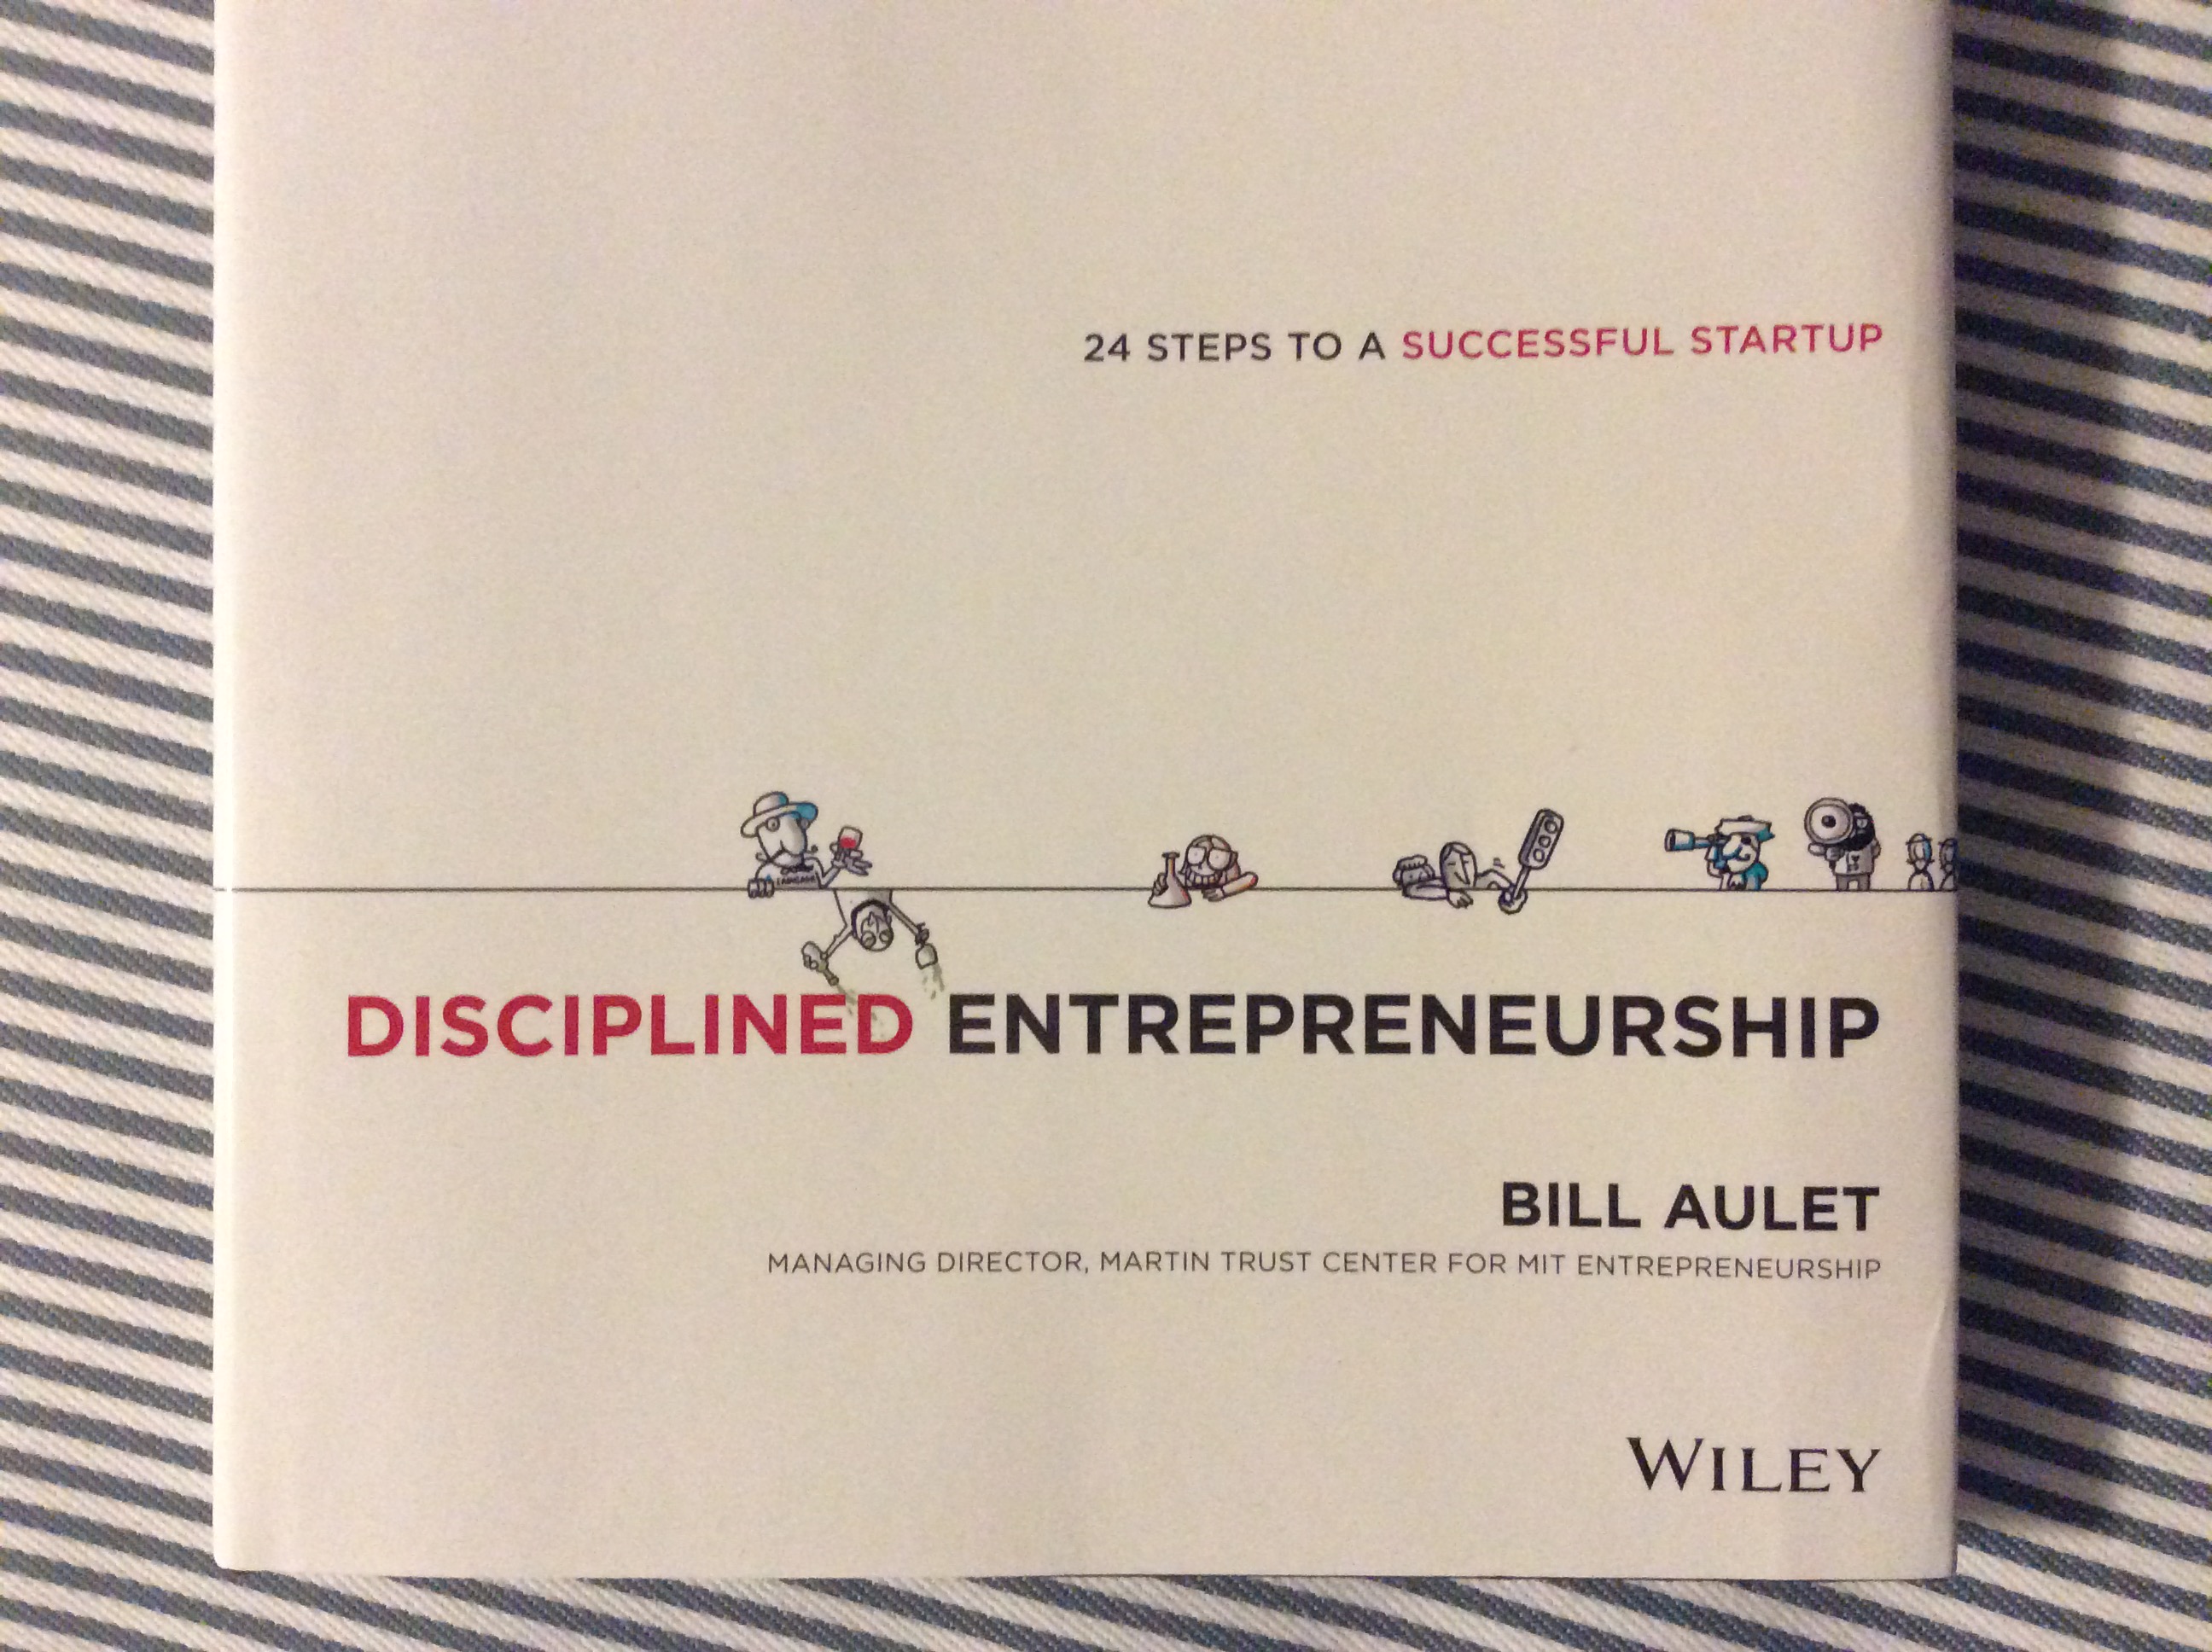 24 STEPS TO A SUCCESSFUL STARTUP
DISCIPLINED ENTREPRENEURSHIP
BILL AULET
MANAGING DIRECTOR, MARTIN TRUST CENTER FOR MIT ENTREPRENEURSHIP
WILEY